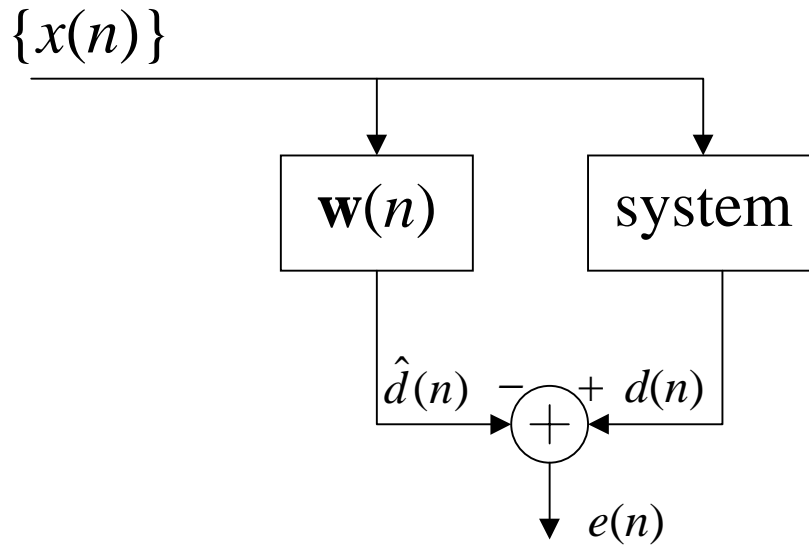 {x(n)}
w(n)
system
d̂(n)
−
+
d(n)
+
e(n)